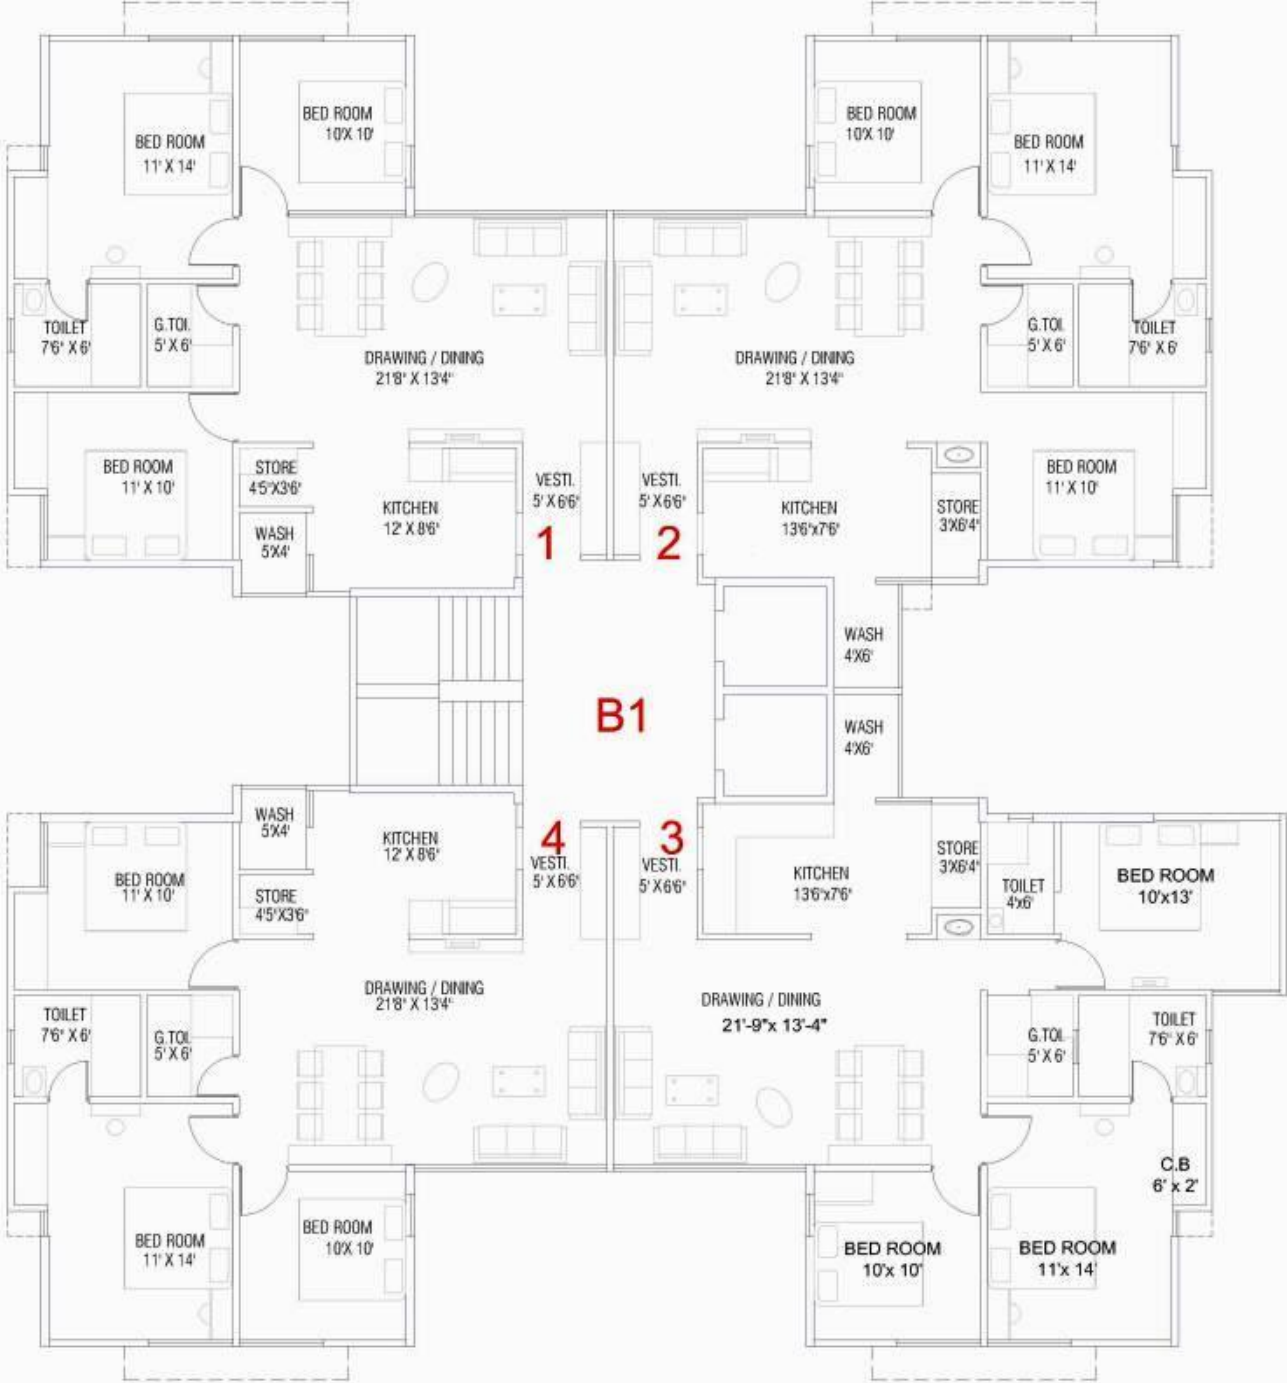 BED ROOM
11' X 14'
BED ROOM
10'X 10'
BED ROOM
10'X 10'
BED ROOM
11' X 14'
TOILET
7'6" X 6'
G.TOI.
5' X 6'
DRAWING / DINING
21'8" X 13'4"
DRAWING / DINING
21'8" X 13'4"
G.TOI.
5' X 6'
TOILET
7'6" X 6'
BED ROOM
11' X 10'
STORE
4'5"X3'6"
WASH
5'X4'
KITCHEN
12' X 8'6"
VESTI.
5' X 6'6"
1
VESTI.
5' X 6'6"
2
KITCHEN
13'6"x7'6"
STORE
3'X6'4"
BED ROOM
11' X 10'
WASH
4'X6'
B1
WASH
4'X6'
BED ROOM
11' X 10'
WASH
5'X4'
STORE
4'5"X3'6"
KITCHEN
12' X 8'6"
4
VESTI.
5' X 6'6"
3
VESTI.
5' X 6'6"
KITCHEN
13'6"x7'6"
STORE
3'X6'4"
TOILET
4'x6'
BED ROOM
10'x13'
TOILET
7'6" X 6'
G.TOI.
5' X 6'
DRAWING / DINING
21'8" X 13'4"
DRAWING / DINING
21'-9"x 13'-4"
G.TOI.
5' X 6'
TOILET
7'6" X 6'
C.B
6' x 2'
BED ROOM
11' X 14'
BED ROOM
10'X 10'
BED ROOM
10'x 10'
BED ROOM
11'x 14'